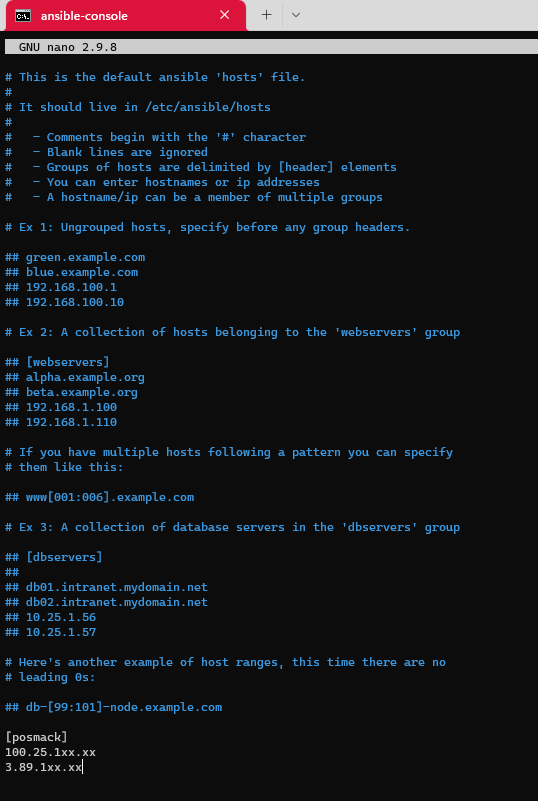 ansible-console
GNU nano 2.9.8
# This is the default ansible 'hosts' file.
#
# It should live in /etc/ansible/hosts
#
#   - Comments begin with the '#' character
#   - Blank lines are ignored
#   - Groups of hosts are delimited by [header] elements
#   - You can enter hostnames or ip addresses
#   - A hostname/ip can be a member of multiple groups
# Ex 1: Ungrouped hosts, specify before any group headers.
## green.example.com
## blue.example.com
## 192.168.100.1
## 192.168.100.10
# Ex 2: A collection of hosts belonging to the 'webservers' group
## [webservers]
## alpha.example.org
## beta.example.org
## 192.168.1.100
## 192.168.1.110
# If you have multiple hosts following a pattern you can specify
# them like this:
## www[001:006].example.com
# Ex 3: A collection of database servers in the 'dbservers' group
## [dbservers]
##
## db01.intranet.mydomain.net
## db02.intranet.mydomain.net
## 10.25.1.56
## 10.25.1.57
# Here's another example of host ranges, this time there are no
# leading 0s:
## db-[99:101]-node.example.com
[posmack]
100.25.1xx.xx
3.89.1xx.xx